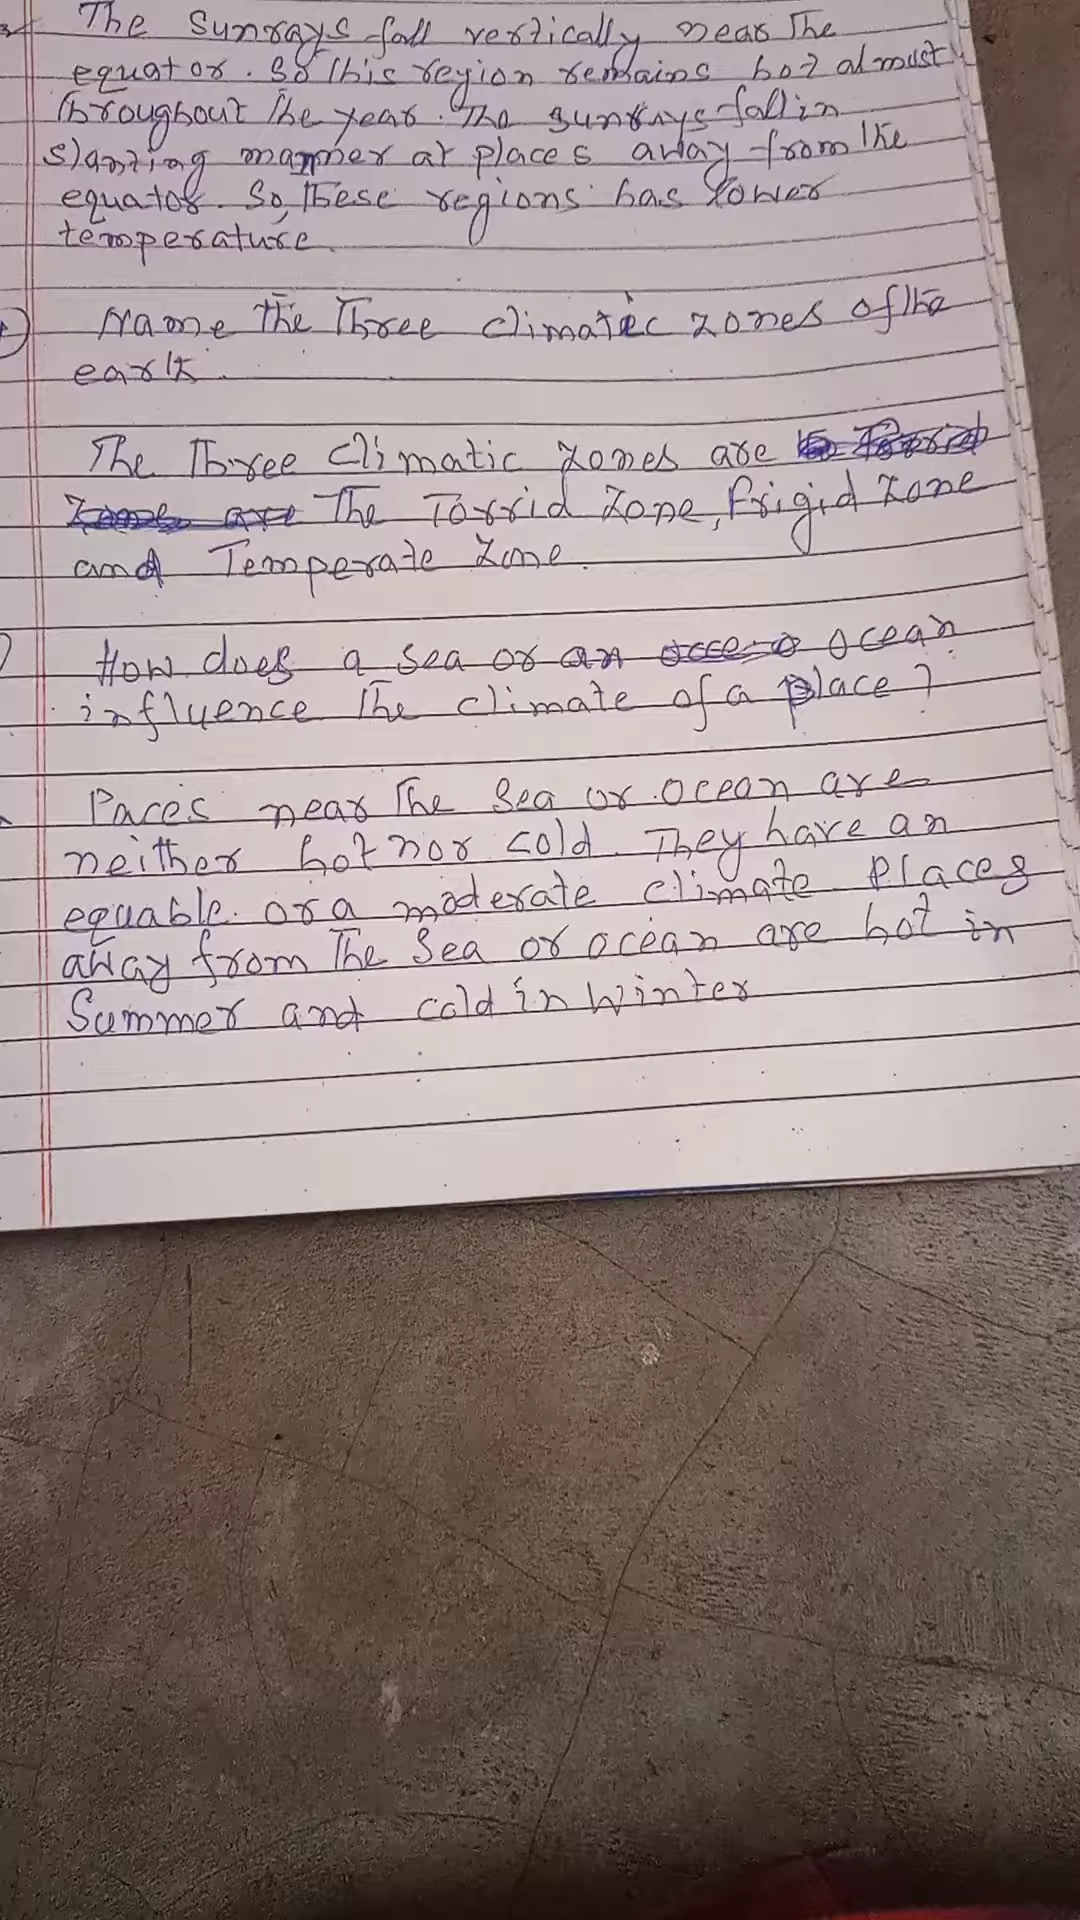 The Sunrays fall vertically near The
equator. So this region remains hot almost
throughout the year. The sunrays fall in
slanting manner at places away from the
equator. So, these regions has lower
temperature.
Name the Three climatic zones of the
earth.
The Three Climatic Zones are
The Torrid Zone, Frigid Zone
and Temperate Zone.
How does a sea or an ocean
influence the climate of a place?
Paces near The Sea or ocean are
neither hot nor cold. They have an
equable. or a moderate climate. Places
away from The Sea or ocean are hot in
Summer and cold in winter